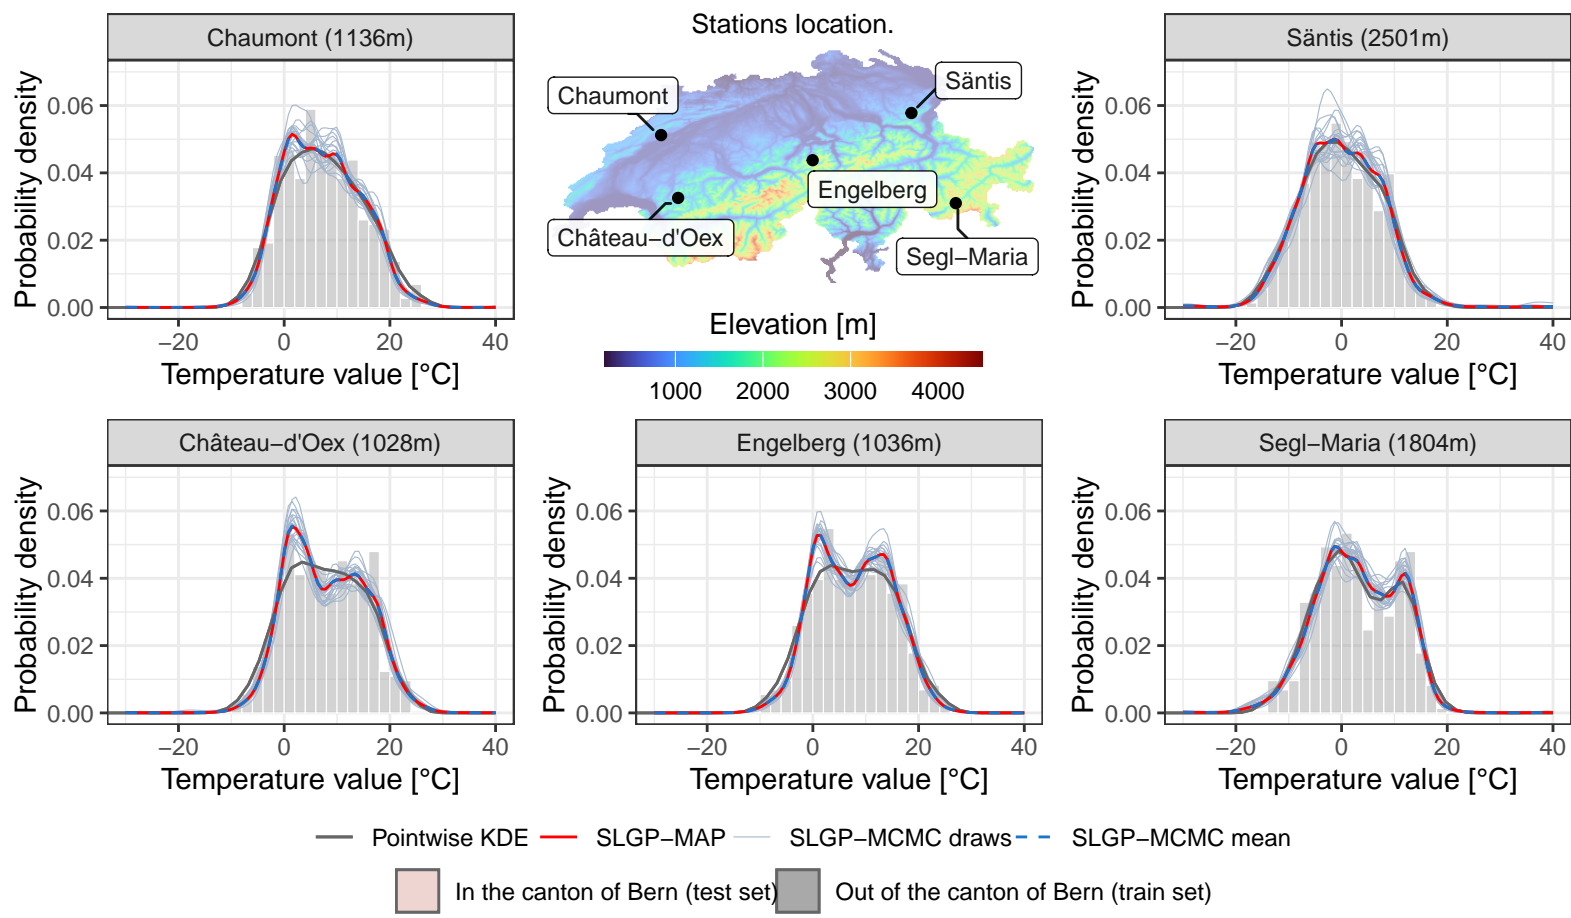 Chaumont (1136m)
Probability density
0.06
0.04
0.02
0.00
−20
0
20
40
Temperature value [°C]
Stations location.
Chaumont
Säntis
Engelberg
Château−d'Oex
Segl−Maria
Elevation [m]
1000
2000
3000
4000
Säntis (2501m)
Probability density
0.06
0.04
0.02
0.00
−20
0
20
40
Temperature value [°C]
Château−d'Oex (1028m)
Probability density
0.06
0.04
0.02
0.00
−20
0
20
40
Temperature value [°C]
Engelberg (1036m)
Probability density
0.06
0.04
0.02
0.00
−20
0
20
40
Temperature value [°C]
Segl−Maria (1804m)
Probability density
0.06
0.04
0.02
0.00
−20
0
20
40
Temperature value [°C]
Pointwise KDE
SLGP−MAP
SLGP−MCMC draws
SLGP−MCMC mean
In the canton of Bern (test set)
Out of the canton of Bern (train set)